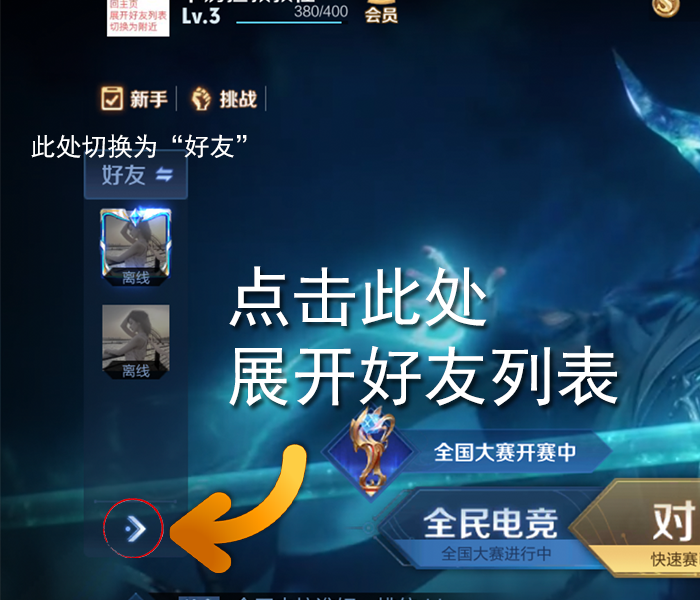 回主页
展开好友列表
切换为附近
Lv.3
380/400
会员
新手
挑战
此处切换为“好友”
好友
离线
离线
点击此处
展开好友列表
全国大赛开赛中
全民电竞
全国大赛进行中
对
快速赛